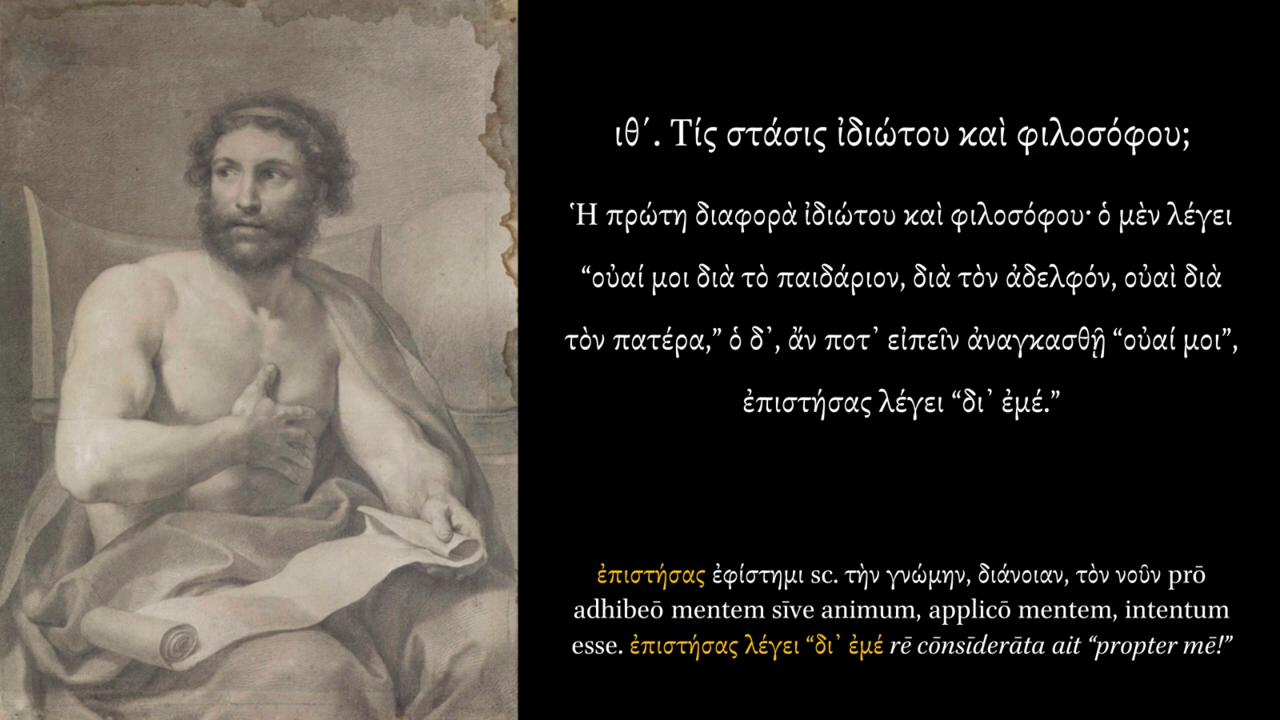 ιθ΄. Τίς στάσις ἰδιώτου καὶ φιλοσόφου;
Ἡ πρώτη διαφορὰ ἰδιώτου καὶ φιλοσόφου· ὁ μὲν λέγει
“οὐαί μοι διὰ τὸ παιδάριον, διὰ τὸν ἀδελφόν, οὐαὶ διὰ
τὸν πατέρα,” ὁ δ᾽, ἄν ποτ᾽ εἰπεῖν ἀναγκασθῇ “οὐαί μοι”,
ἐπιστήσας λέγει “δι᾽ ἐμέ.”
ἐπιστήσας ἐφίστημι sc. τὴν γνώμην, διάνοιαν, τὸν νοῦν prō
adhibeō mentem sīve animum, applicō mentem, intentum
esse. ἐπιστήσας λέγει “δι᾽ ἐμέ rē cōnsīderāta ait “propter mē!”